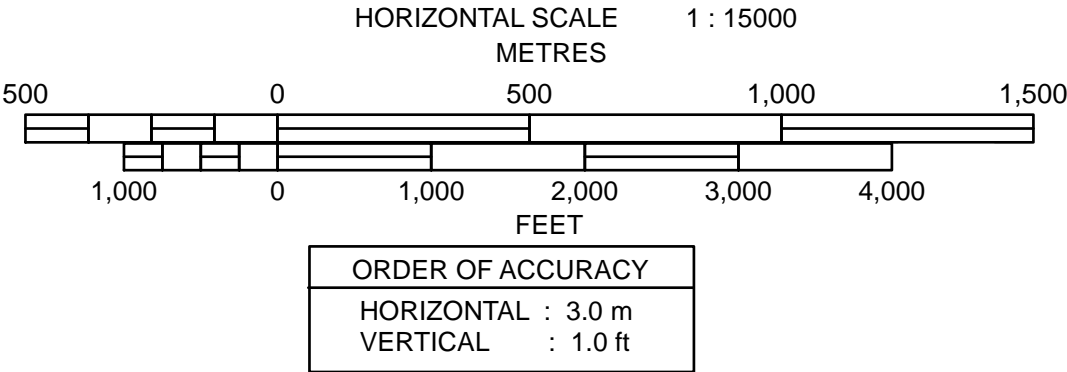 HORIZONTAL SCALE 1 : 15000
METRES
500 0 500 1,000 1,500
1,000 0 1,000 2,000 3,000 4,000
FEET
ORDER OF ACCURACY
HORIZONTAL : 3.0 m
VERTICAL : 1.0 ft